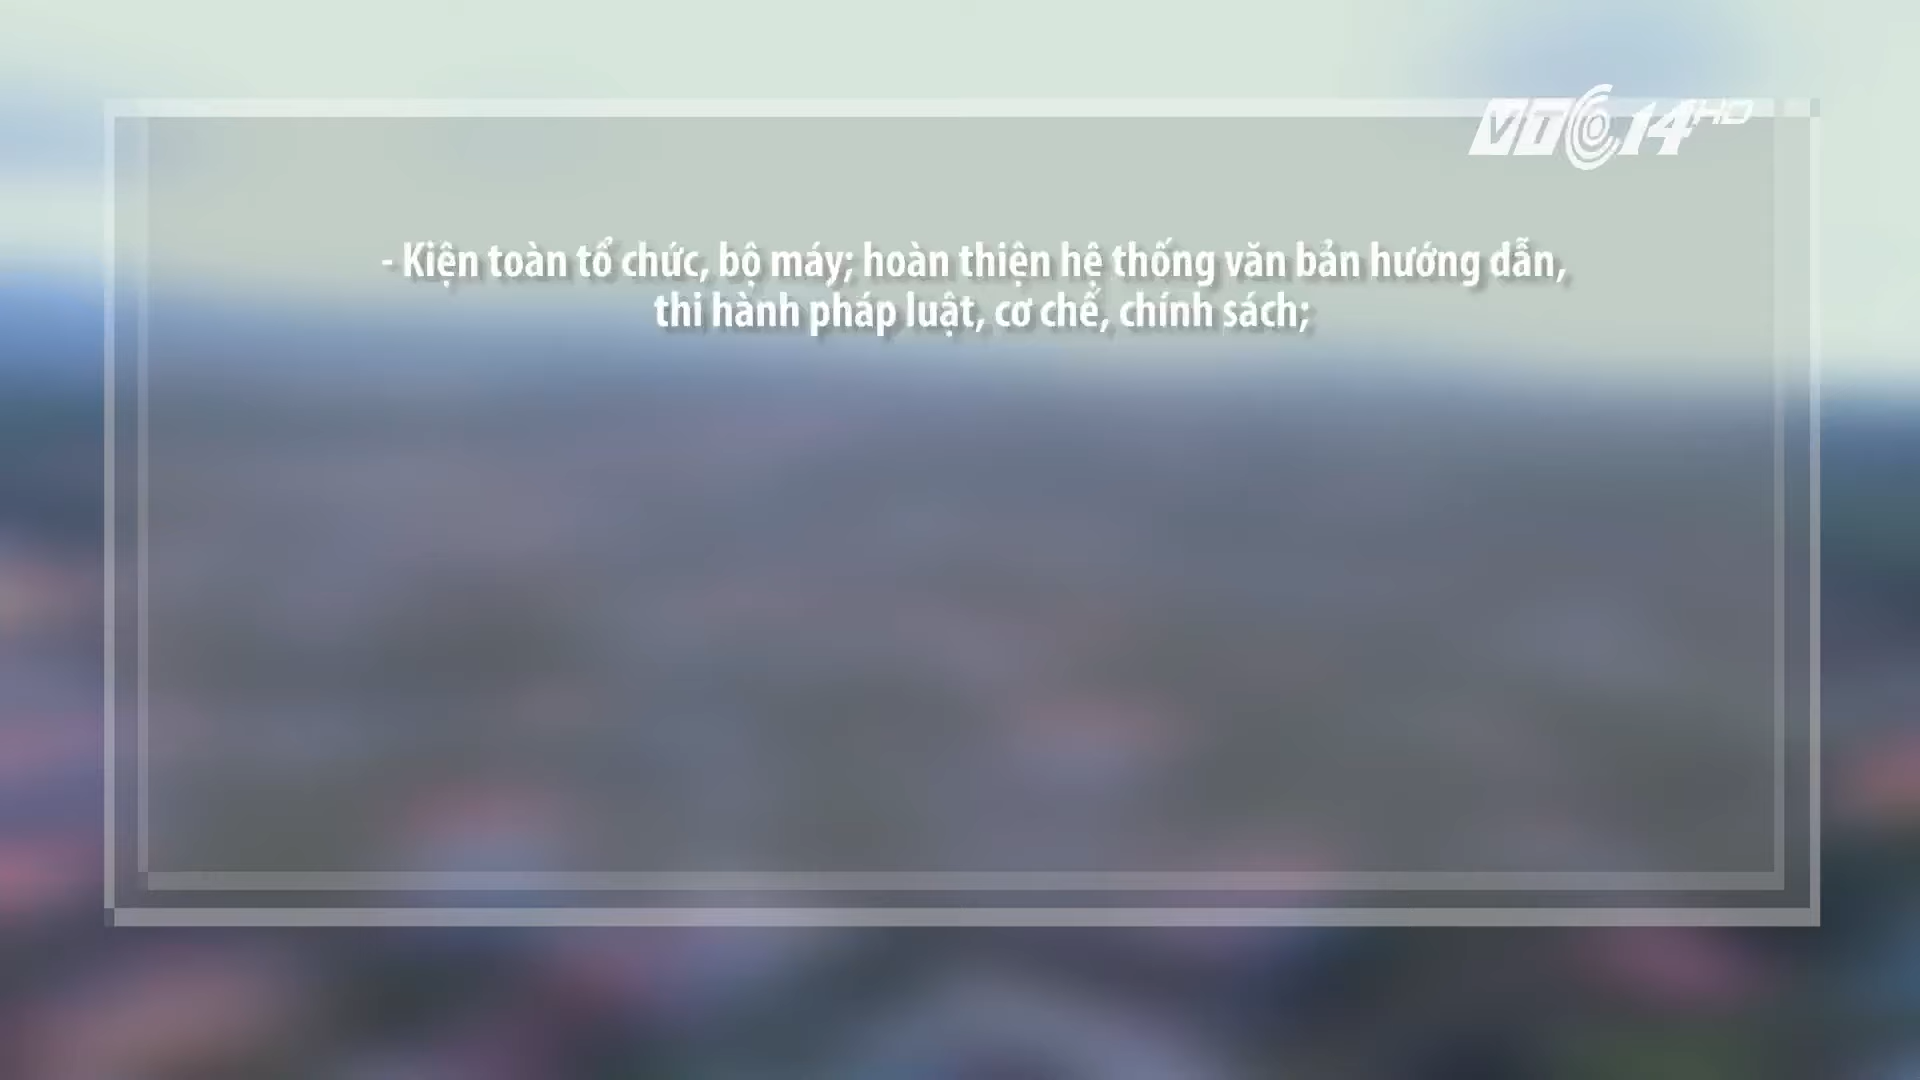 VTC14 HD
- Kiện toàn tổ chức, bộ máy; hoàn thiện hệ thống văn bản hướng dẫn,
thi hành pháp luật, cơ chế, chính sách;